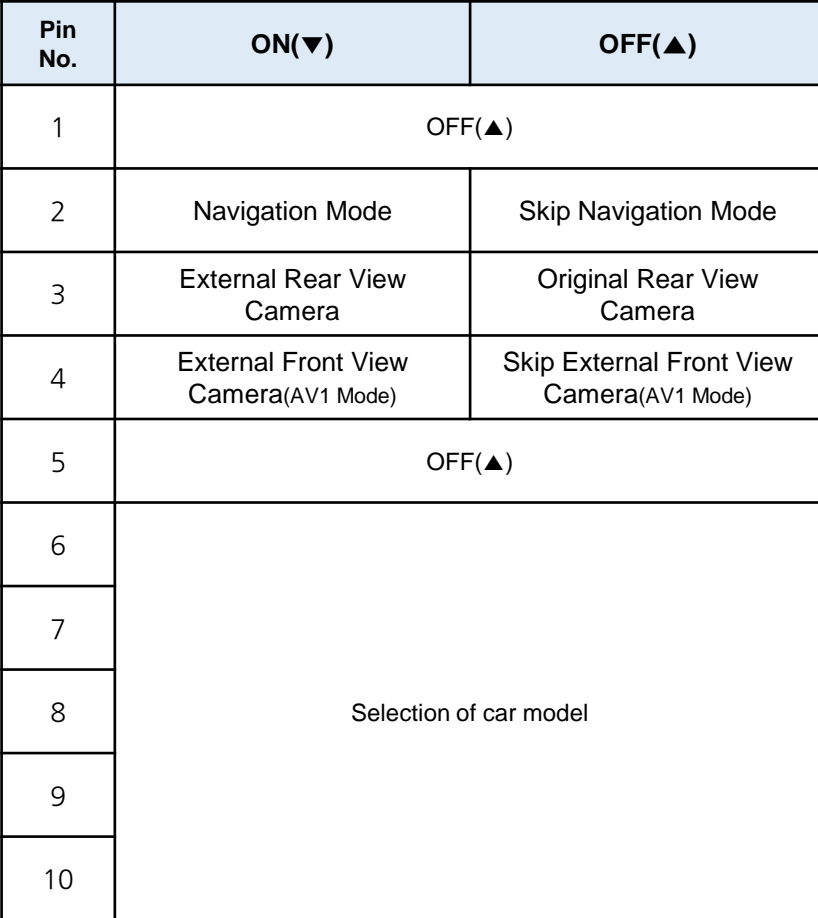 Pin
No.
ON(▼)
OFF(▲)
1
OFF(▲)
2
Navigation Mode
Skip Navigation Mode
3
External Rear View
Camera
Original Rear View
Camera
4
External Front View
Camera(AV1 Mode)
Skip External Front View
Camera(AV1 Mode)
5
OFF(▲)
6
7
8
Selection of car model
9
10